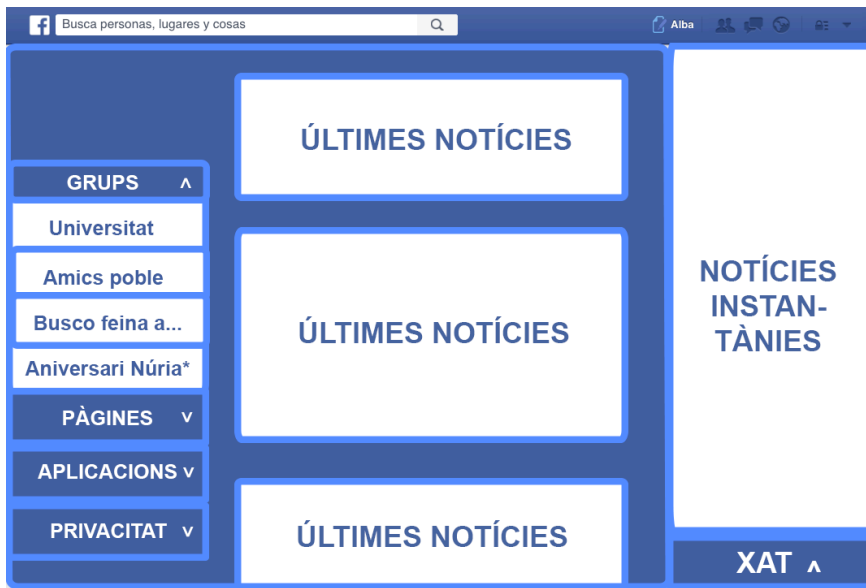 f Busca personas, lugares y cosas Alba
GRUPS ʌ
Universitat
Amics poble
Busco feina a...
Aniversari Núria*
PÀGINES v
APLICACIONS v
PRIVACITAT v
ÚLTIMES NOTÍCIES
ÚLTIMES NOTÍCIES
ÚLTIMES NOTÍCIES
NOTÍCIES
INSTAN-
TÀNIES
XAT ʌ